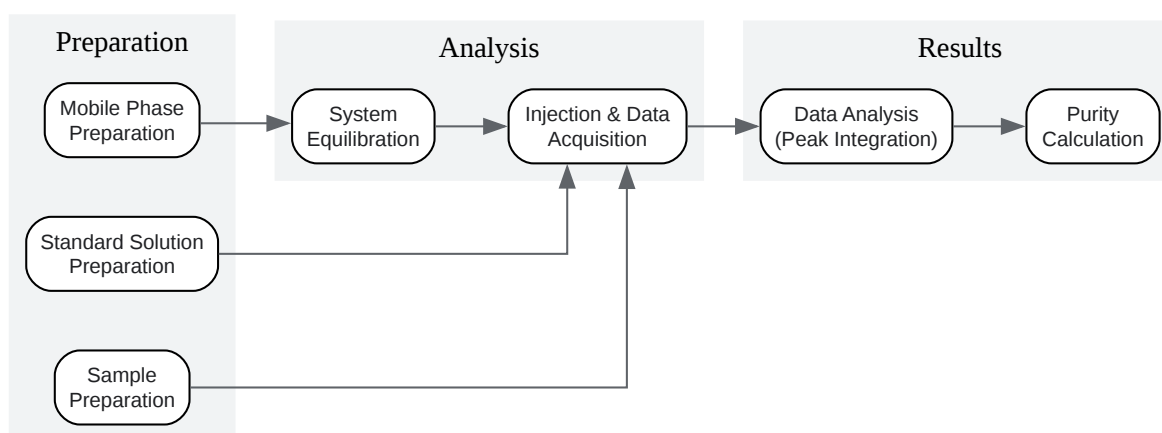 Preparation
Mobile Phase
Preparation
Standard Solution
Preparation
Sample
Preparation
Analysis
System
Equilibration
Injection & Data
Acquisition
Results
Data Analysis
(Peak Integration)
Purity
Calculation